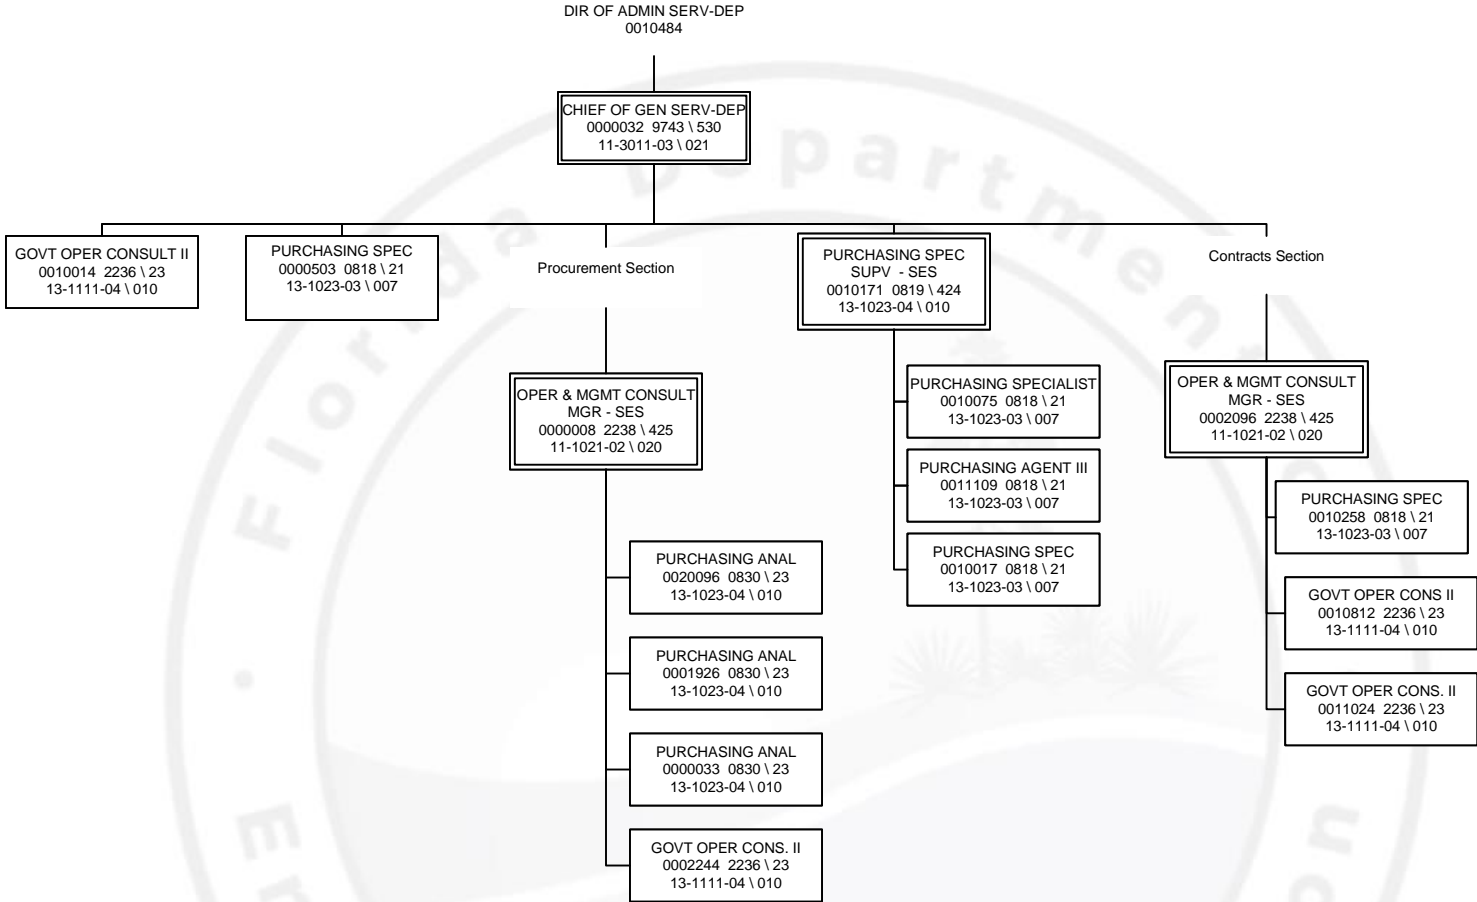 DIR OF ADMIN SERV-DEP
0010484
CHIEF OF GEN SERV-DEP
0000032 9743 \ 530
11-3011-03 \ 021
GOVT OPER CONSULT II
0010014 2236 \ 23
13-1111-04 \ 010
PURCHASING SPEC
0000503 0818 \ 21
13-1023-03 \ 007
Procurement Section
PURCHASING SPEC
SUPV - SES
0010171 0819 \ 424
13-1023-04 \ 010
Contracts Section
OPER & MGMT CONSULT
MGR - SES
0000008 2238 \ 425
11-1021-02 \ 020
PURCHASING ANAL
0020096 0830 \ 23
13-1023-04 \ 010
PURCHASING ANAL
0001926 0830 \ 23
13-1023-04 \ 010
PURCHASING ANAL
0000033 0830 \ 23
13-1023-04 \ 010
GOVT OPER CONS. II
0002244 2236 \ 23
13-1111-04 \ 010
PURCHASING SPECIALIST
0010075 0818 \ 21
13-1023-03 \ 007
PURCHASING AGENT III
0011109 0818 \ 21
13-1023-03 \ 007
PURCHASING SPEC
0010017 0818 \ 21
13-1023-03 \ 007
OPER & MGMT CONSULT
MGR - SES
0002096 2238 \ 425
11-1021-02 \ 020
PURCHASING SPEC
0010258 0818 \ 21
13-1023-03 \ 007
GOVT OPER CONS II
0010812 2236 \ 23
13-1111-04 \ 010
GOVT OPER CONS. II
0011024 2236 \ 23
13-1111-04 \ 010
Florida Department